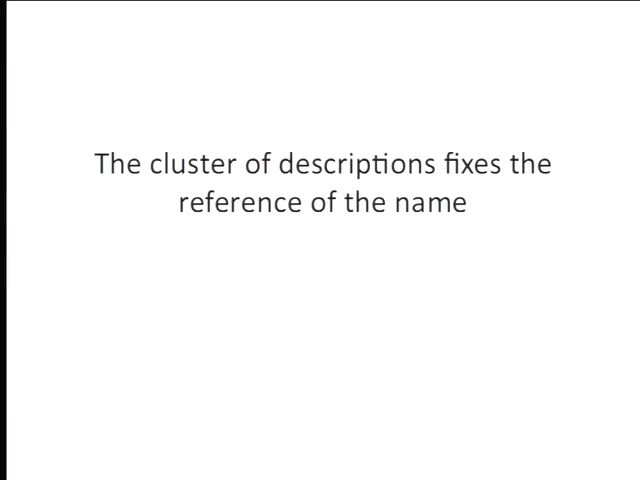 The cluster of descriptions fixes the
reference of the name